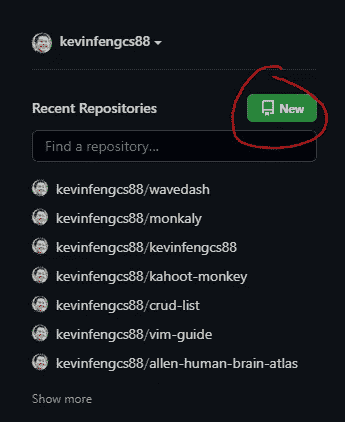 kevinfengcs88
Recent Repositories
New
Find a repository...
kevinfengcs88/wavedash
kevinfengcs88/monkaly
kevinfengcs88/kevinfengcs88
kevinfengcs88/kahoot-monkey
kevinfengcs88/crud-list
kevinfengcs88/vim-guide
kevinfengcs88/allen-human-brain-atlas
Show more